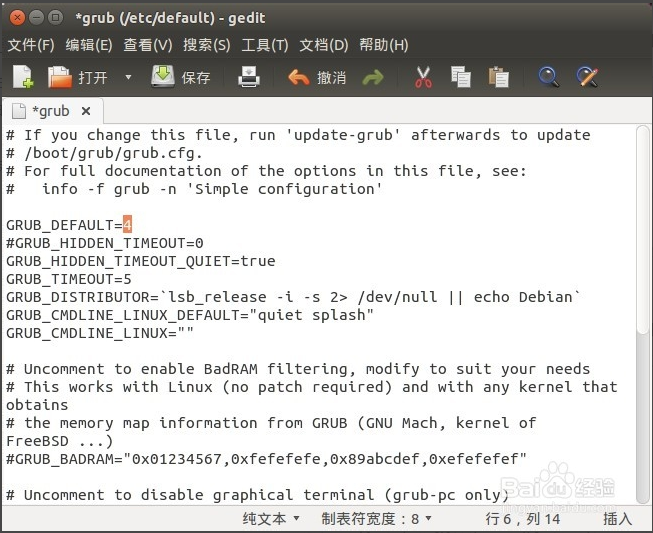 *grub (/etc/default) - gedit
文件(F) 编辑(E) 查看(V) 搜索(S) 工具(T) 文档(D) 帮助(H)
打开 保存 撤消
*grub
# If you change this file, run 'update-grub' afterwards to update
# /boot/grub/grub.cfg.
# For full documentation of the options in this file, see:
#   info -f grub -n 'Simple configuration'
GRUB_DEFAULT=4
#GRUB_HIDDEN_TIMEOUT=0
GRUB_HIDDEN_TIMEOUT_QUIET=true
GRUB_TIMEOUT=5
GRUB_DISTRIBUTOR=`lsb_release -i -s 2> /dev/null || echo Debian`
GRUB_CMDLINE_LINUX_DEFAULT="quiet splash"
GRUB_CMDLINE_LINUX=""
# Uncomment to enable BadRAM filtering, modify to suit your needs
# This works with Linux (no patch required) and with any kernel that
obtains
# the memory map information from GRUB (GNU Mach, kernel of
FreeBSD ...)
#GRUB_BADRAM="0x01234567,0xfefefefe,0x89abcdef,0xefefefef"
# Uncomment to disable graphical terminal (grub-pc only)
Baidu 经验
jingyan.baidu.com
纯文本 制表符宽度：8 行 6，列 14 插入